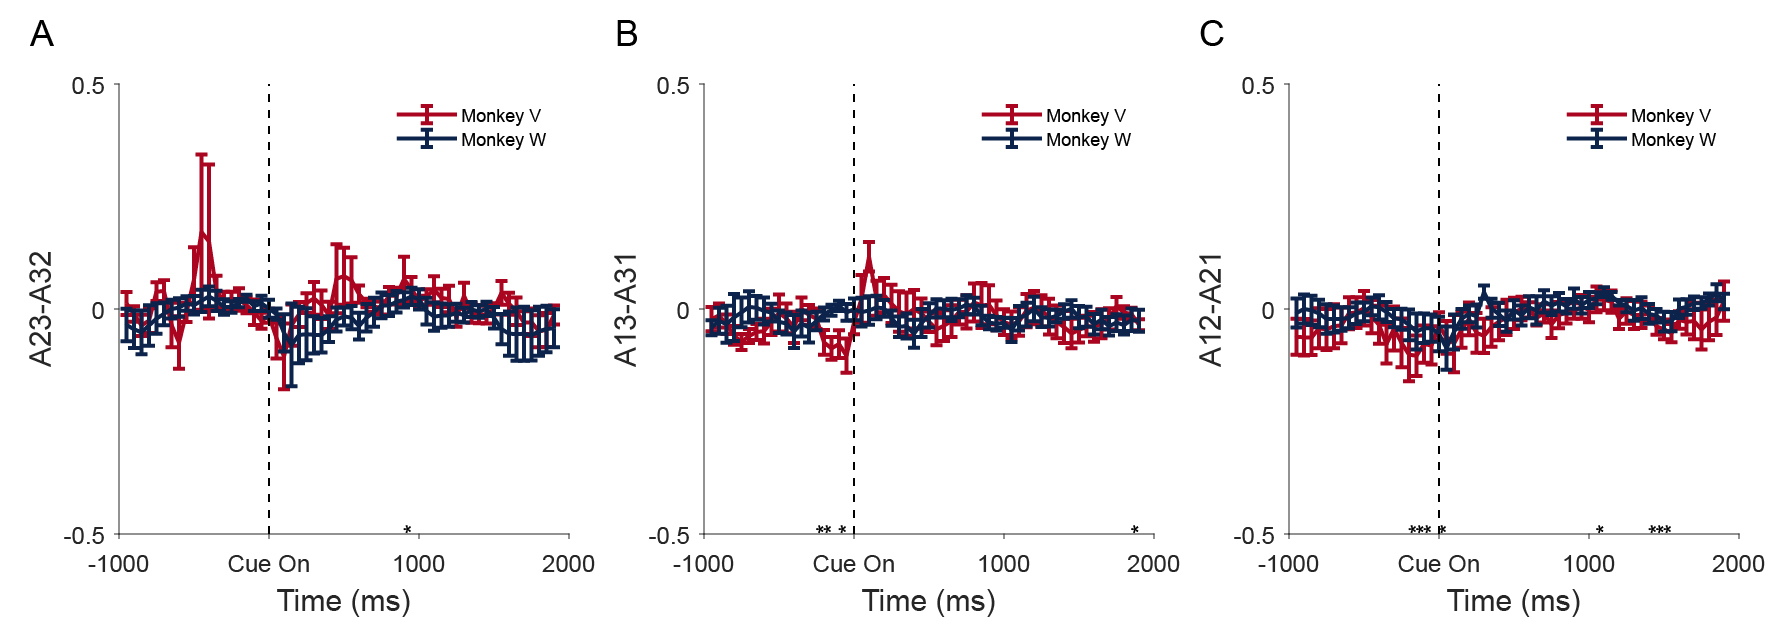 A
0.5
0
-0.5
A23-A32
Monkey V
Monkey W
*
-1000
Cue On
1000
2000
Time (ms)
B
0.5
0
-0.5
A13-A31
Monkey V
Monkey W
** * *
-1000
Cue On
1000
2000
Time (ms)
C
0.5
0
-0.5
A12-A21
Monkey V
Monkey W
*** * * ***
-1000
Cue On
1000
2000
Time (ms)